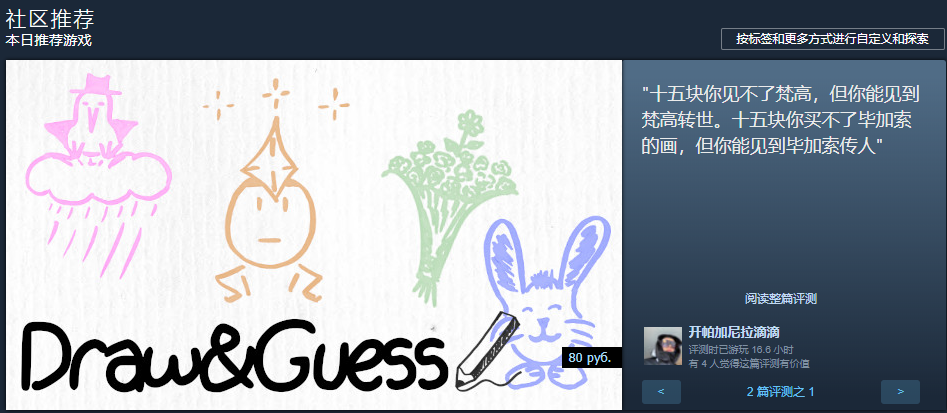 社区推荐
本日推荐游戏
按标签和更多方式进行自定义和探索
Draw&Guess
80 pуб.
"十五块你见不了梵高，但你能见到
梵高转世。十五块你买不了毕加索
的画，但你能见到毕加索传人"
阅读整篇评测
开帕加尼拉滴滴
评测时已游玩 16.6 小时
有 4 人觉得这篇评测有价值
<
2 篇评测之 1
>